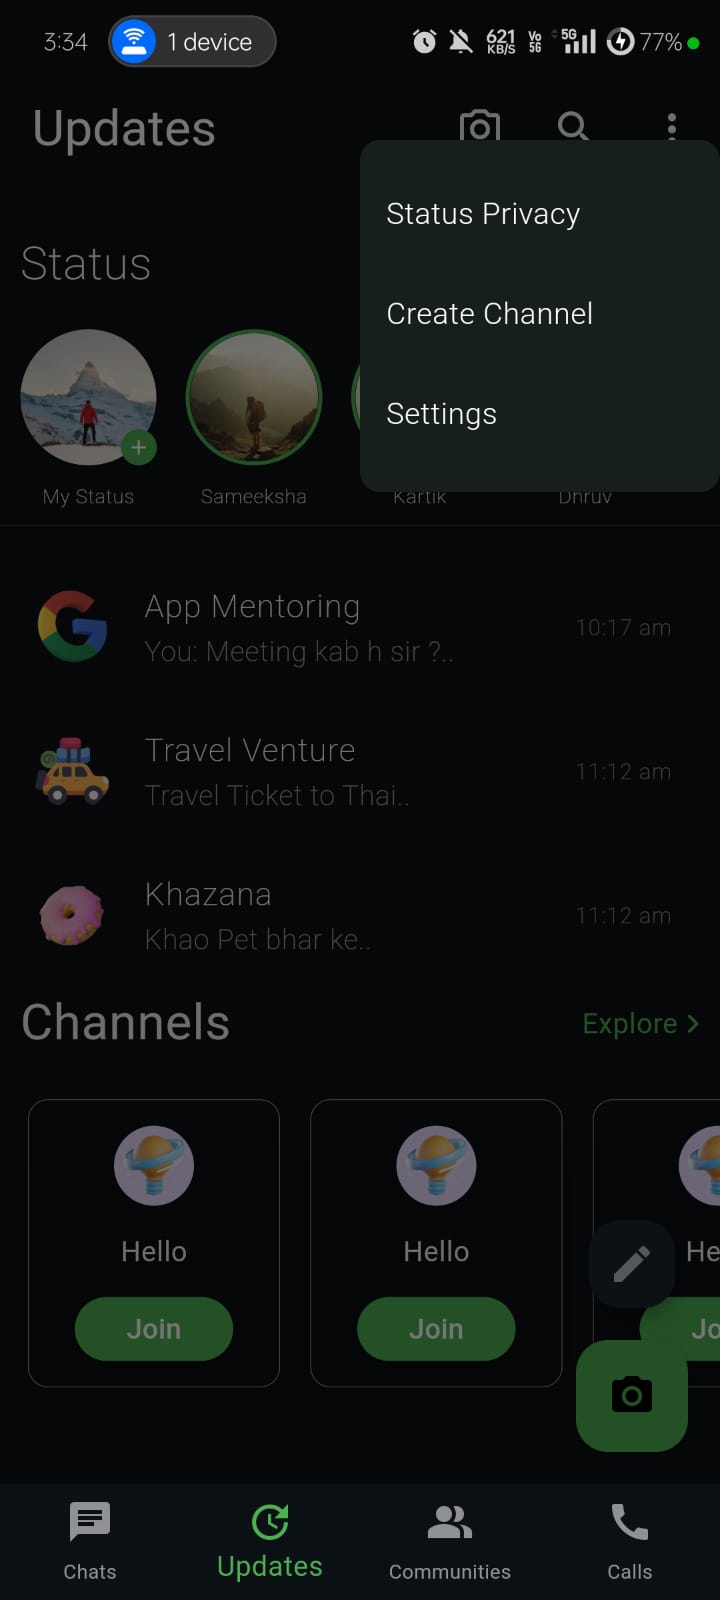 3:34
1 device
621
KB/S
Vo
5G
5G
77%
Updates
Status Privacy
Create Channel
Settings
Status
My Status
Sameeksha
Kartik
Dhruv
App Mentoring
10:17 am
You: Meeting kab h sir ?..
Travel Venture
11:12 am
Travel Ticket to Thai..
Khazana
11:12 am
Khao Pet bhar ke..
Channels
Explore
Hello
Hello
He
Join
Join
Jo
Chats
Updates
Communities
Calls